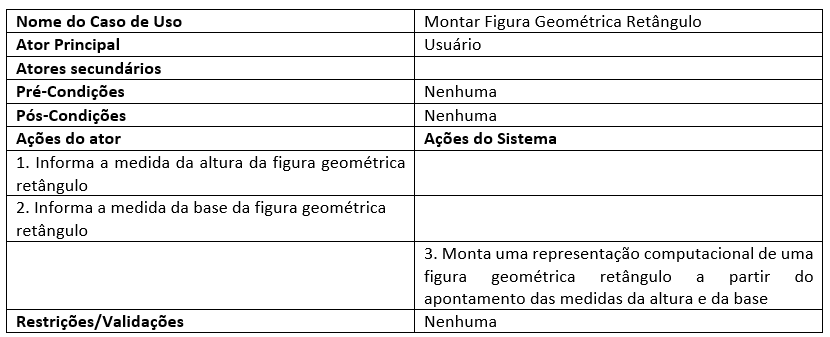 Nome do Caso de Uso
Montar Figura Geométrica Retângulo
Ator Principal
Usuário
Atores secundários
Pré-Condições
Nenhuma
Pós-Condições
Nenhuma
Ações do ator
Ações do Sistema
1. Informa a medida da altura da figura geométrica
retângulo
2. Informa a medida da base da figura geométrica
retângulo
3. Monta uma representação computacional de uma
figura geométrica retângulo a partir do
apontamento das medidas da altura e da base
Restrições/Validações
Nenhuma